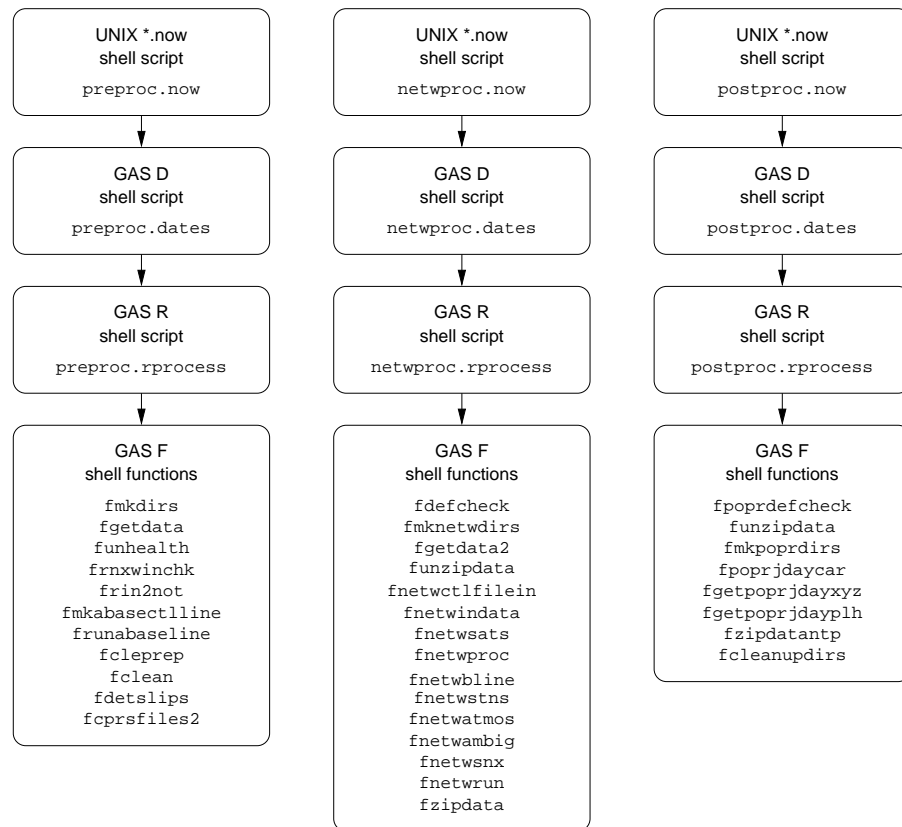 UNIX *.now
shell script
preproc.now
GAS D
shell script
preproc.dates
GAS R
shell script
preproc.rprocess
GAS F
shell functions
fmkdirs
fgetdata
funhealth
frnxwinchk
frin2not
fmkabasectlline
frunabaseline
fcleprep
fclean
fdetslips
fcprsfiles2
UNIX *.now
shell script
netwproc.now
GAS D
shell script
netwproc.dates
GAS R
shell script
netwproc.rprocess
GAS F
shell functions
fdefcheck
fmknetwdirs
fgetdata2
funzipdata
fnetwctlfilein
fnetwindata
fnetwsats
fnetwproc
fnetwbline
fnetwstns
fnetwatmos
fnetwambig
fnetwsnx
fnetwrun
fzipdata
UNIX *.now
shell script
postproc.now
GAS D
shell script
postproc.dates
GAS R
shell script
postproc.rprocess
GAS F
shell functions
fpoprdefcheck
funzipdata
fmkpoprdirs
fpoprjdaycar
fgetpoprjdayxyz
fgetpoprjdayplh
fzipdatantp
fcleanupdirs